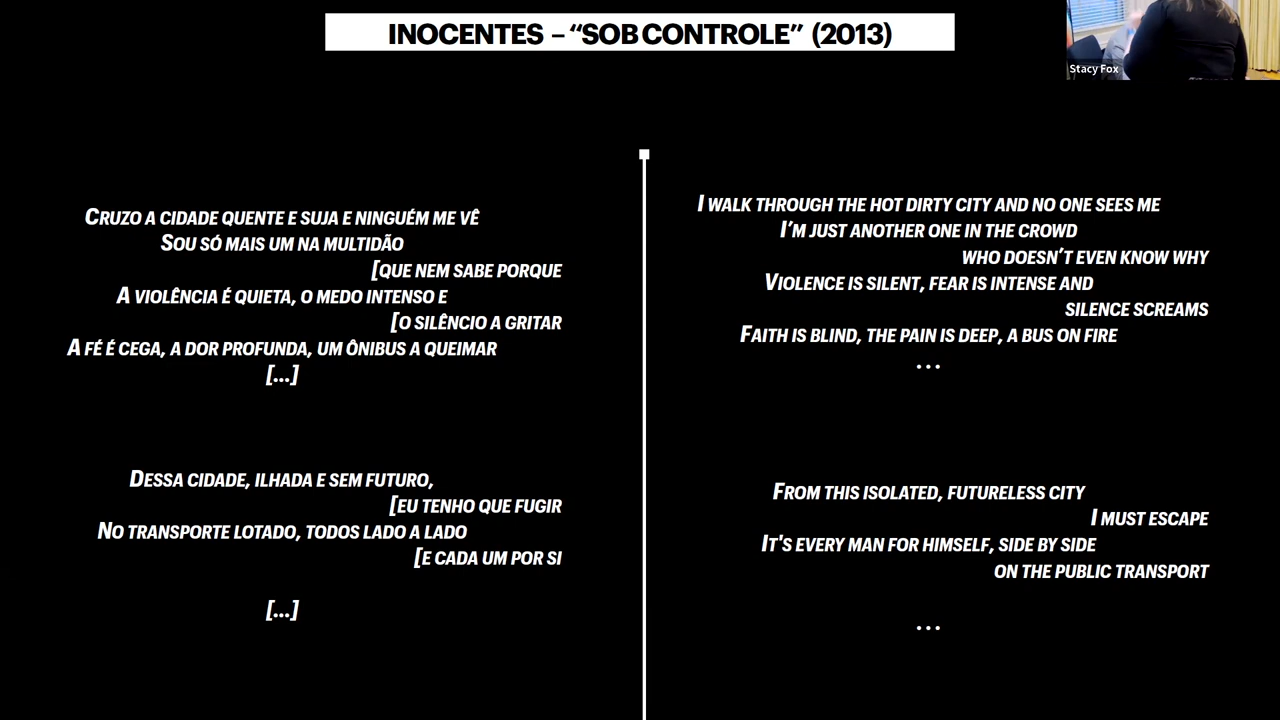 INOCENTES – “SOB CONTROLE” (2013)
Stacy Fox
CRUZO A CIDADE QUENTE E SUJA E NINGUÉM ME VÊ
SOU SÓ MAIS UM NA MULTIDÃO
[QUE NEM SABE PORQUE
A VIOLÊNCIA É QUIETA, O MEDO INTENSO E
[O SILÊNCIO A GRITAR
A FÉ É CEGA, A DOR PROFUNDA, UM ÔNIBUS A QUEIMAR
[...]
DESSA CIDADE, ILHADA E SEM FUTURO,
[EU TENHO QUE FUGIR
NO TRANSPORTE LOTADO, TODOS LADO A LADO
[E CADA UM POR SI
[...]
I WALK THROUGH THE HOT DIRTY CITY AND NO ONE SEES ME
I’M JUST ANOTHER ONE IN THE CROWD
WHO DOESN’T EVEN KNOW WHY
VIOLENCE IS SILENT, FEAR IS INTENSE AND
SILENCE SCREAMS
FAITH IS BLIND, THE PAIN IS DEEP, A BUS ON FIRE
...
FROM THIS ISOLATED, FUTURELESS CITY
I MUST ESCAPE
IT'S EVERY MAN FOR HIMSELF, SIDE BY SIDE
ON THE PUBLIC TRANSPORT
...